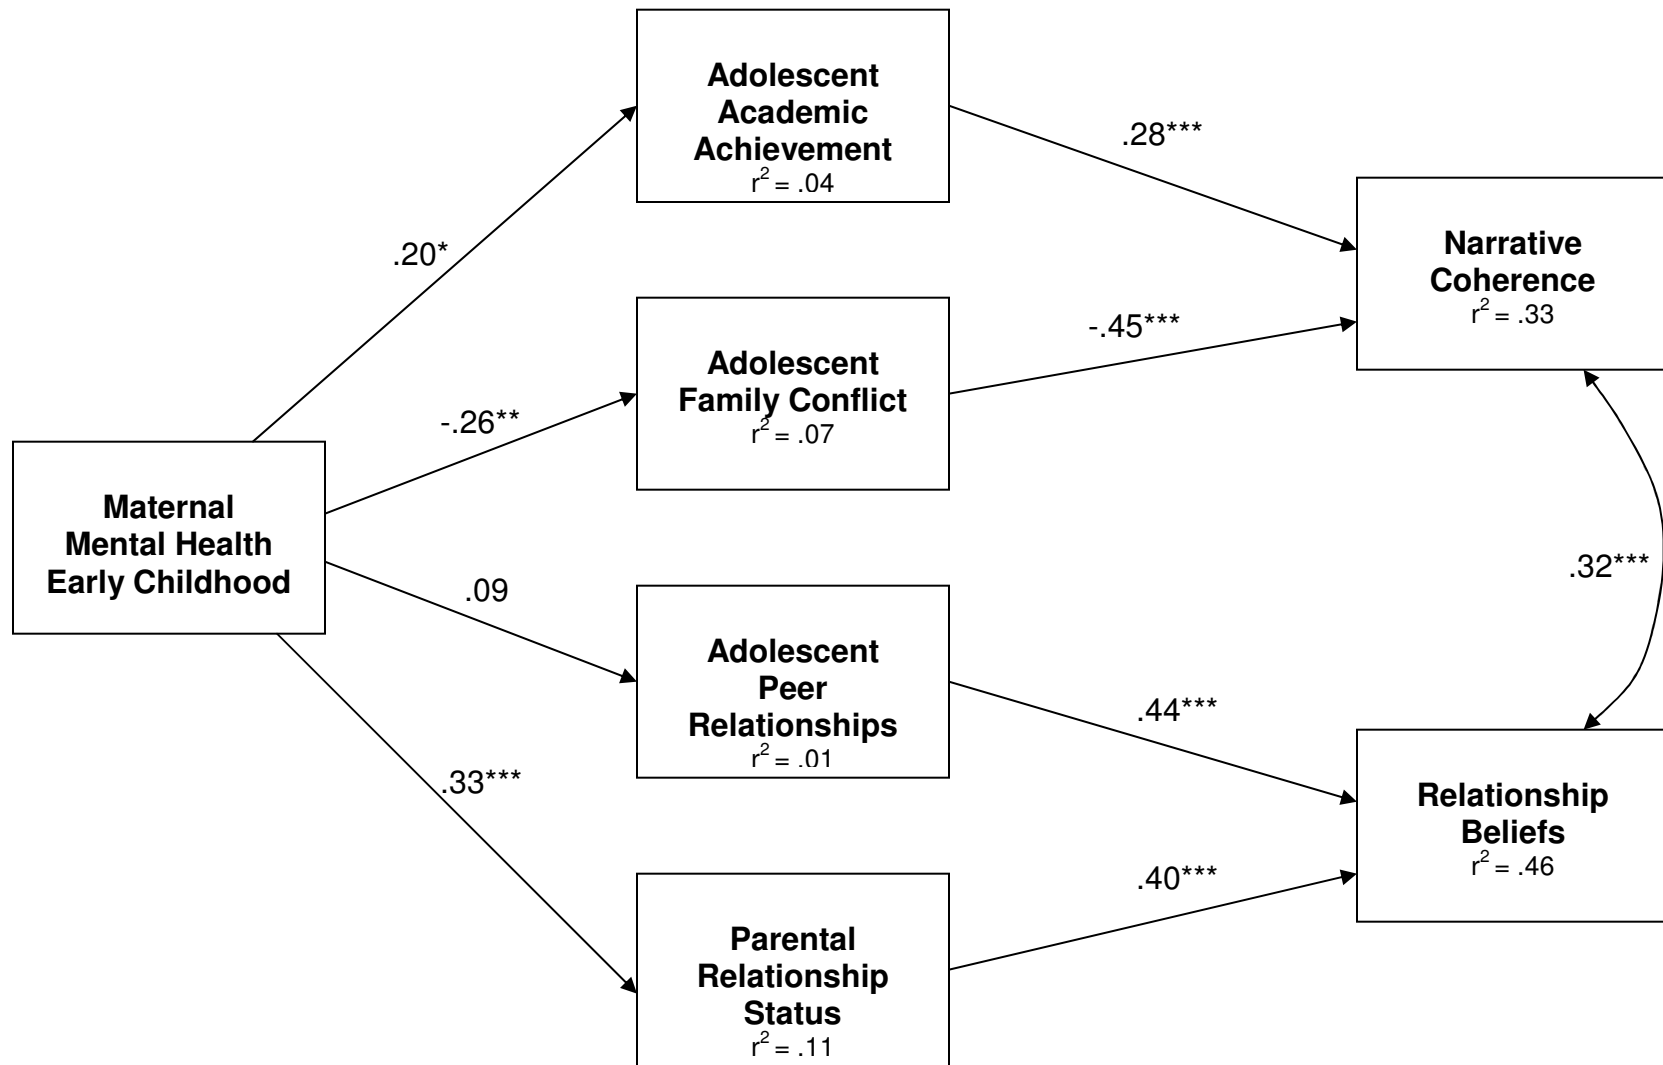 Adolescent
Academic
Achievement
r² = .04
.28***
Narrative
Coherence
r² = .33
.20*
Adolescent
Family Conflict
r² = .07
-.45***
-.26**
Maternal
Mental Health
Early Childhood
.09
.32***
Adolescent
Peer
Relationships
r² = .01
.44***
.33***
Relationship
Beliefs
r² = .46
.40***
Parental
Relationship
Status
r² = .11